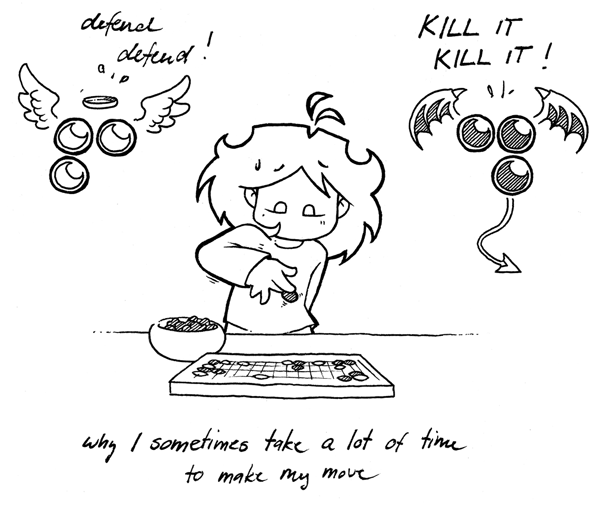 defend
defend!
KILL IT
KILL IT!
why I sometimes take a lot of time
to make my move